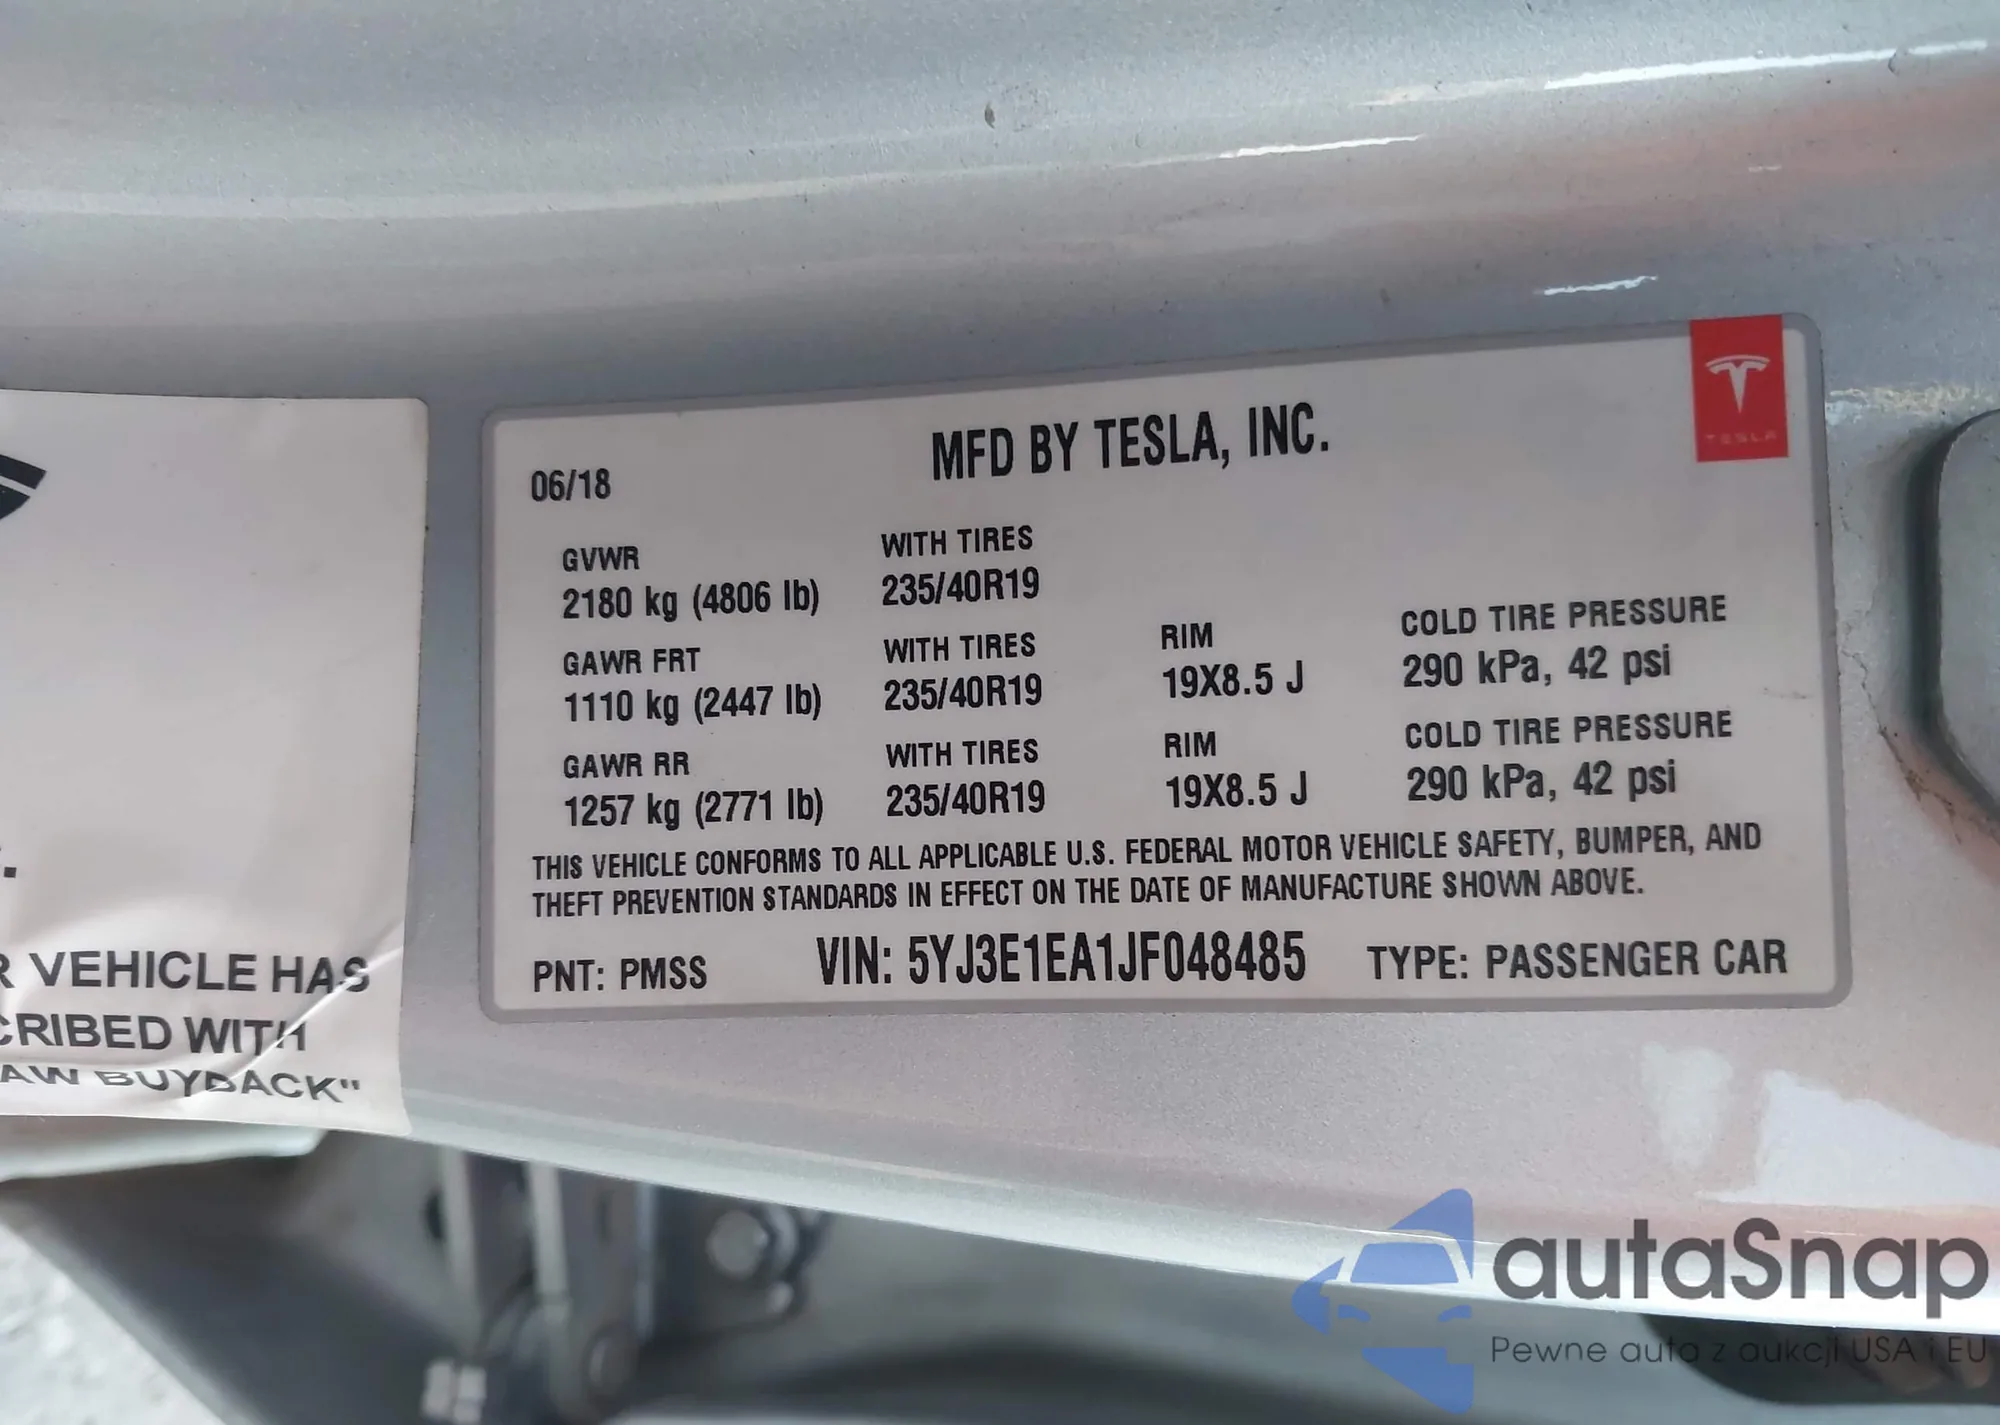 MFD BY TESLA, INC.
TESLA
06/18
GVWR
2180 kg (4806 lb)
WITH TIRES
235/40R19
GAWR FRT
1110 kg (2447 lb)
WITH TIRES
235/40R19
RIM
19X8.5 J
COLD TIRE PRESSURE
290 kPa, 42 psi
GAWR RR
1257 kg (2771 lb)
WITH TIRES
235/40R19
RIM
19X8.5 J
COLD TIRE PRESSURE
290 kPa, 42 psi
THIS VEHICLE CONFORMS TO ALL APPLICABLE U.S. FEDERAL MOTOR VEHICLE SAFETY, BUMPER, AND
THEFT PREVENTION STANDARDS IN EFFECT ON THE DATE OF MANUFACTURE SHOWN ABOVE.
PNT: PMSS
VIN: 5YJ3E1EA1JF048485
TYPE: PASSENGER CAR
R VEHICLE HAS
CRIBED WITH
AW BUYBACK"
autaSnap
Pewne auta z aukcji USA i EU